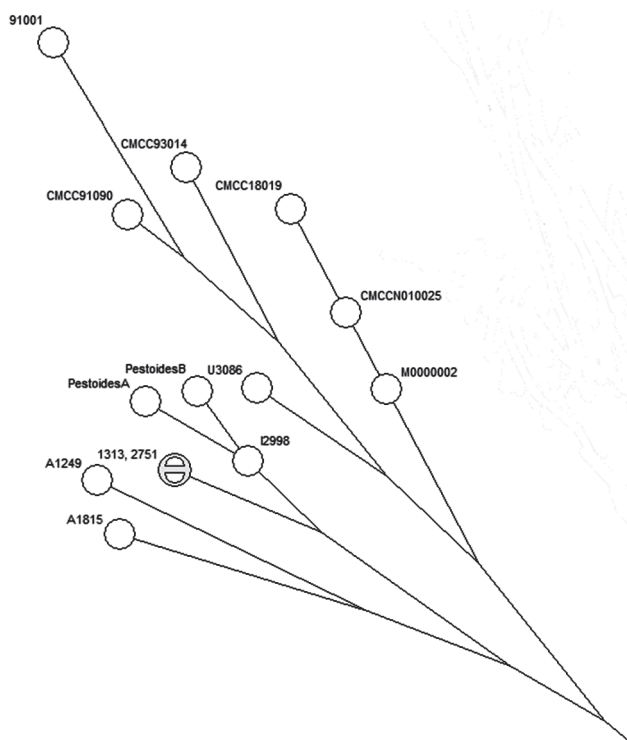 91001
CMCC93014
CMCC18019
CMCC91090
CMCCN010025
PestoidesB
U3086
M0000002
PestoidesA
I2998
1313, 2751
A1249
A1815